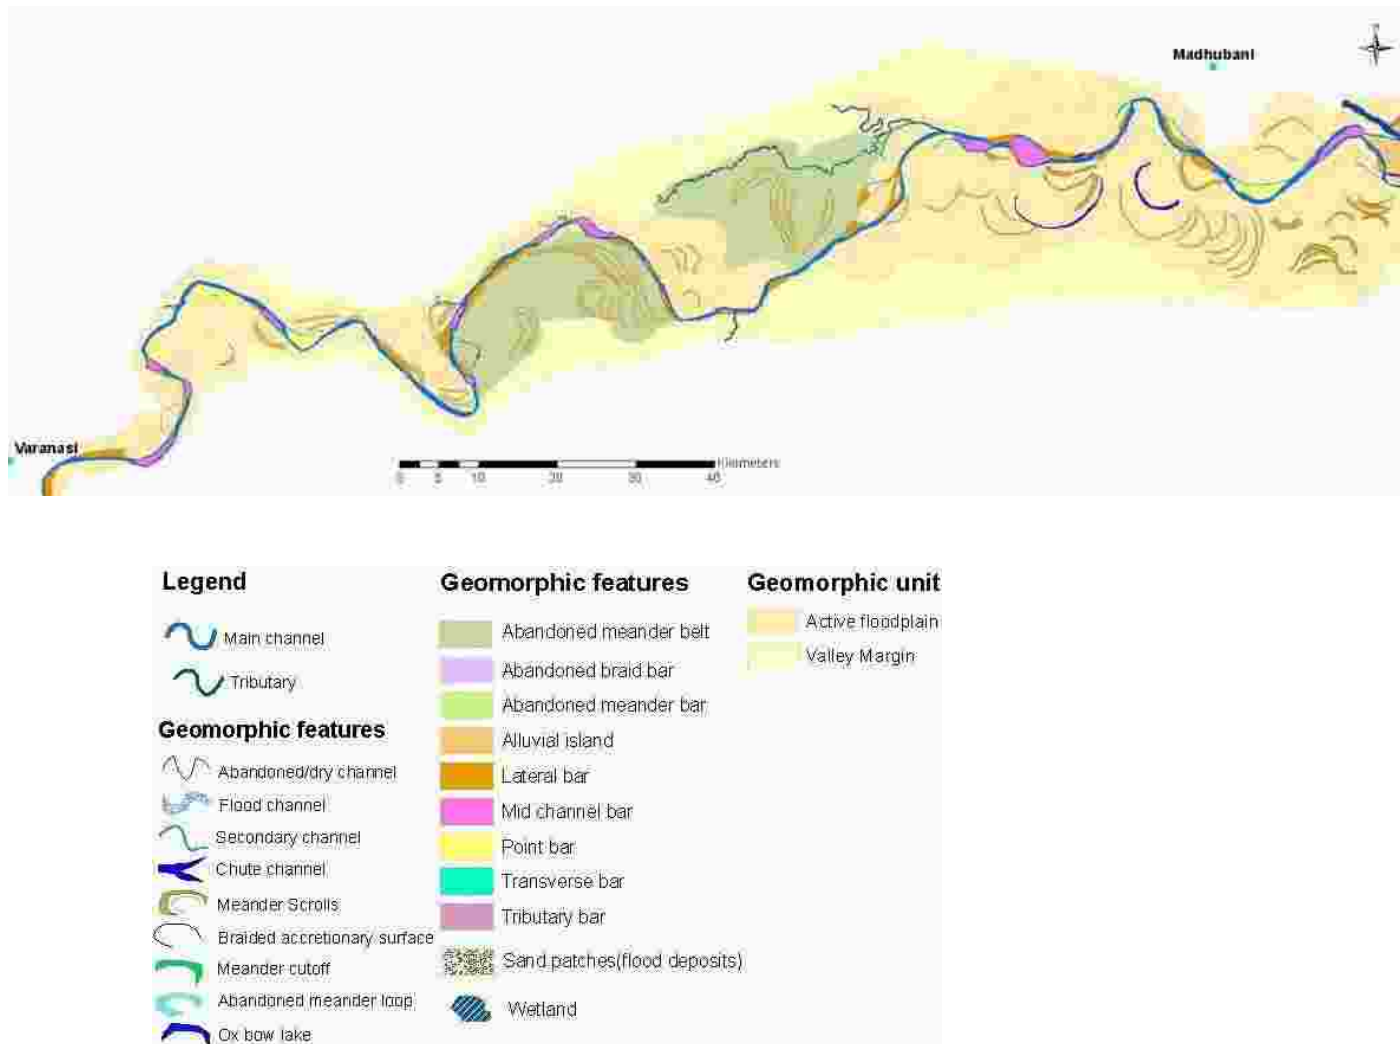 Madhubani
Varanasi
Kilometers
0 5 10 20 30 40
Legend
Main channel
Tributary
Geomorphic features
Abandoned/dry channel
Flood channel
Secondary channel
Chute channel
Meander Scrolls
Braided accretionary surface
Meander cutoff
Abandoned meander loop
Ox bow lake
Geomorphic features
Abandoned meander belt
Abandoned braid bar
Abandoned meander bar
Alluvial island
Lateral bar
Mid channel bar
Point bar
Transverse bar
Tributary bar
Sand patches(flood deposits)
Wetland
Geomorphic unit
Active floodplain
Valley Margin